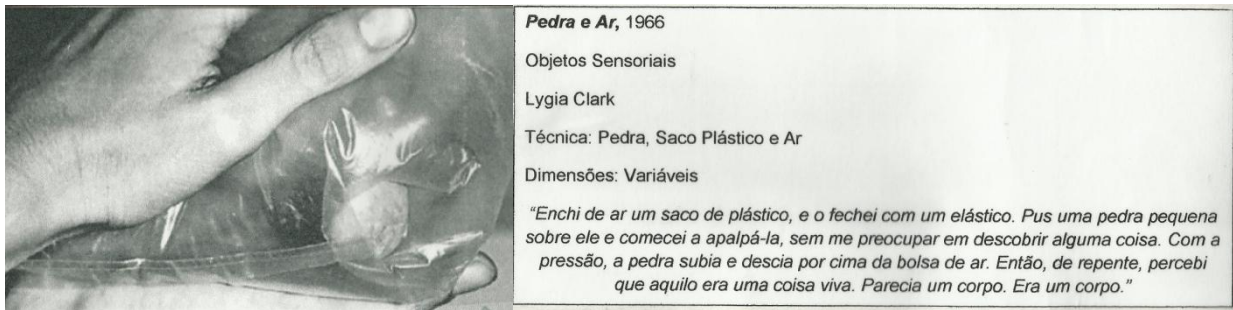 Pedra e Ar, 1966
Objetos Sensoriais
Lygia Clark
Técnica: Pedra, Saco Plástico e Ar
Dimensões: Variáveis
“Enchi de ar um saco de plástico, e o fechei com um elástico. Pus uma pedra pequena
sobre ele e comecei a apalpá-la, sem me preocupar em descobrir alguma coisa. Com a
pressão, a pedra subia e descia por cima da bolsa de ar. Então, de repente, percebi
que aquilo era uma coisa viva. Parecia um corpo. Era um corpo.”